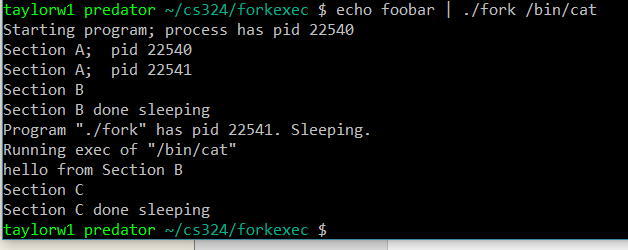 taylorw1 predator ~/cs324/forkexec $ echo foobar | ./fork /bin/cat
Starting program; process has pid 22540
Section A;  pid 22540
Section A;  pid 22541
Section B
Section B done sleeping
Program "./fork" has pid 22541. Sleeping.
Running exec of "/bin/cat"
hello from Section B
Section C
Section C done sleeping
taylorw1 predator ~/cs324/forkexec $